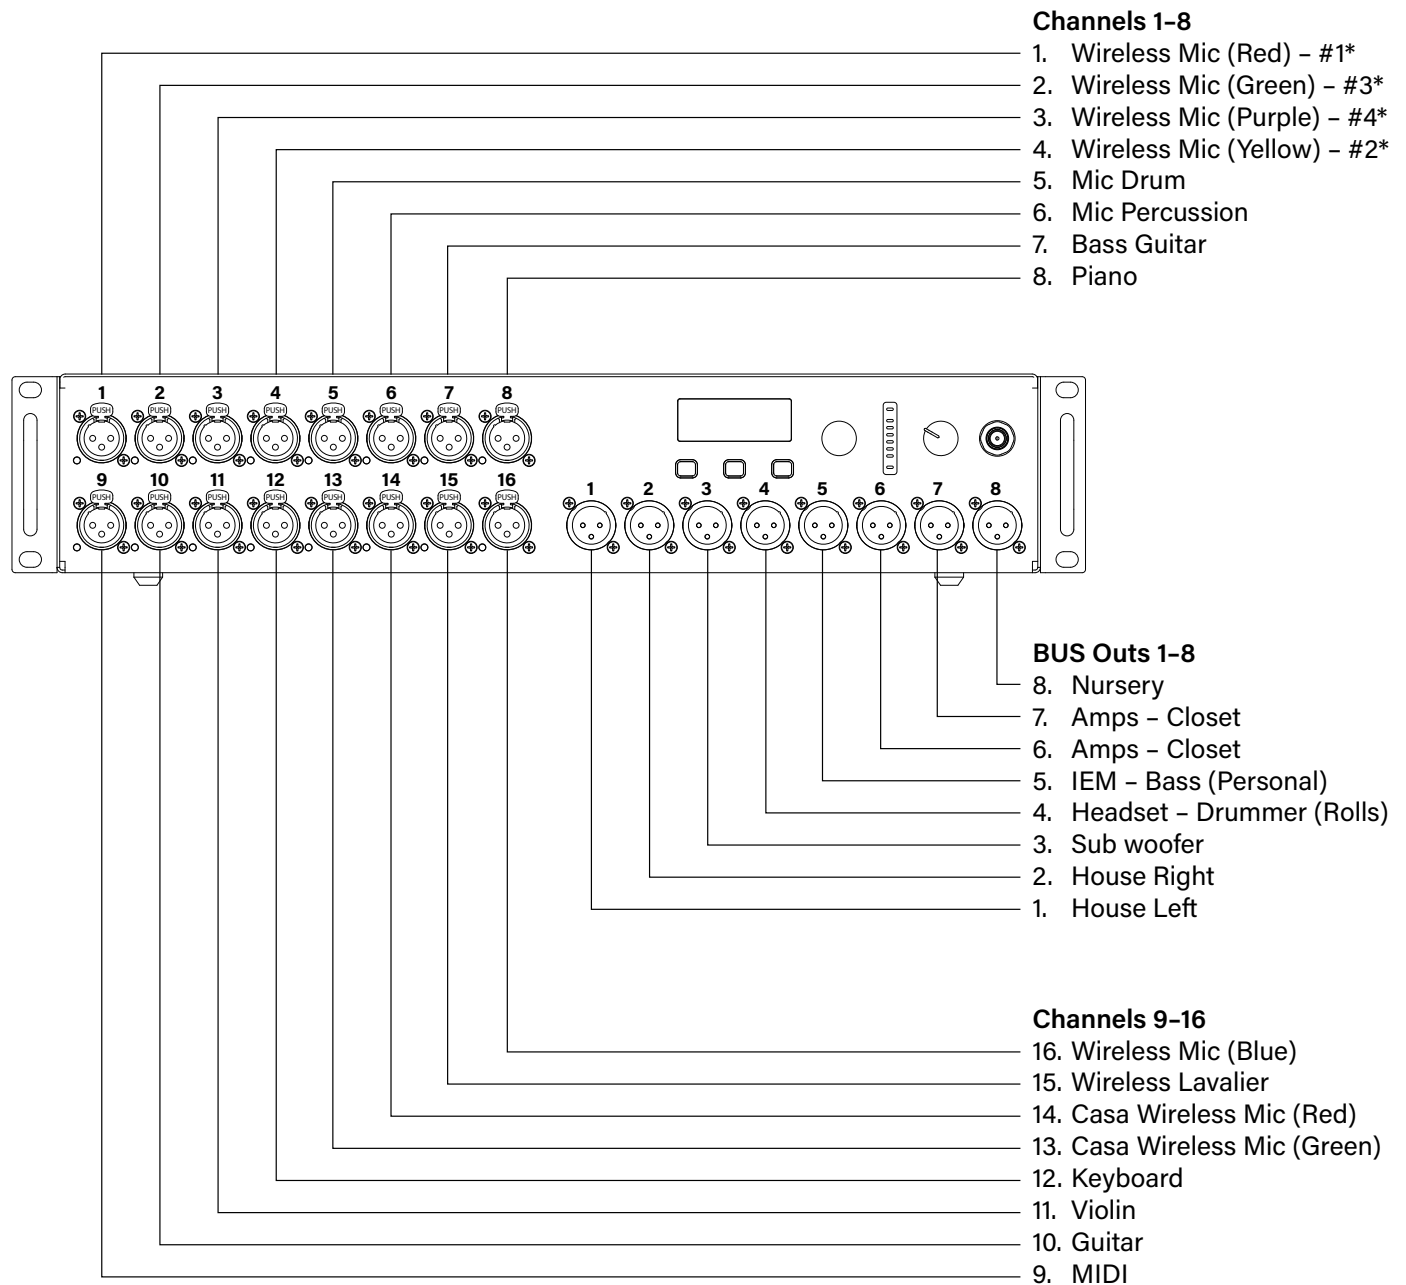 Channels 1–8
1. Wireless Mic (Red) – #1*
2. Wireless Mic (Green) – #3*
3. Wireless Mic (Purple) – #4*
4. Wireless Mic (Yellow) – #2*
5. Mic Drum
6. Mic Percussion
7. Bass Guitar
8. Piano
1 2 3 4 5 6 7 8
PUSH PUSH PUSH PUSH PUSH PUSH PUSH PUSH
9 10 11 12 13 14 15 16
PUSH PUSH PUSH PUSH PUSH PUSH PUSH PUSH
1 2 3 4 5 6 7 8
BUS Outs 1–8
8. Nursery
7. Amps – Closet
6. Amps – Closet
5. IEM – Bass (Personal)
4. Headset – Drummer (Rolls)
3. Sub woofer
2. House Right
1. House Left
Channels 9–16
16. Wireless Mic (Blue)
15. Wireless Lavalier
14. Casa Wireless Mic (Red)
13. Casa Wireless Mic (Green)
12. Keyboard
11. Violin
10. Guitar
9. MIDI